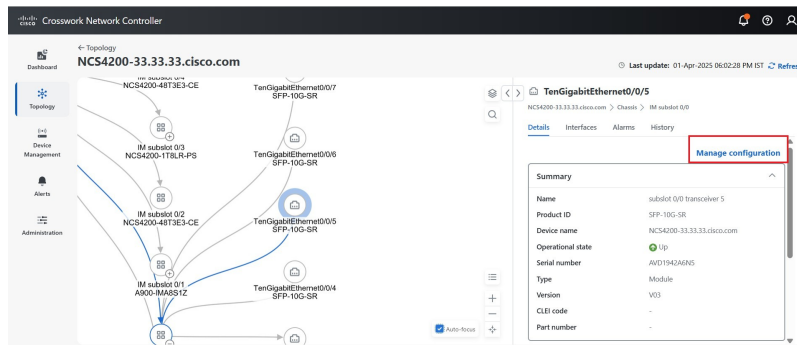 cisco Crosswork Network Controller
← Topology
NCS4200-33.33.33.cisco.com
Last update: 01-Apr-2025 06:02:28 PM IST Refres
Dashboard
Topology
Device
Management
Alerts
Administration
IM subslot 0/4
NCS4200-48T3E3-CE
TenGigabitEthernet0/0/7
SFP-10G-SR
IM subslot 0/3
NCS4200-1T8LR-PS
TenGigabitEthernet0/0/6
SFP-10G-SR
IM subslot 0/2
NCS4200-48T3E3-CE
TenGigabitEthernet0/0/5
SFP-10G-SR
IM subslot 0/1
A900-IMA8S1Z
TenGigabitEthernet0/0/4
SFP-10G-SR
Auto-focus
TenGigabitEthernet0/0/5
NCS4200-33.33.33.cisco.com > Chassis > IM subslot 0/0
Details Interfaces Alarms History
Manage configuration
Summary
Name subslot 0/0 transceiver 5
Product ID SFP-10G-SR
Device name NCS4200-33.33.33.cisco.com
Operational state Up
Serial number AVD1942A6NS
Type Module
Version V03
CLEI code -
Part number -